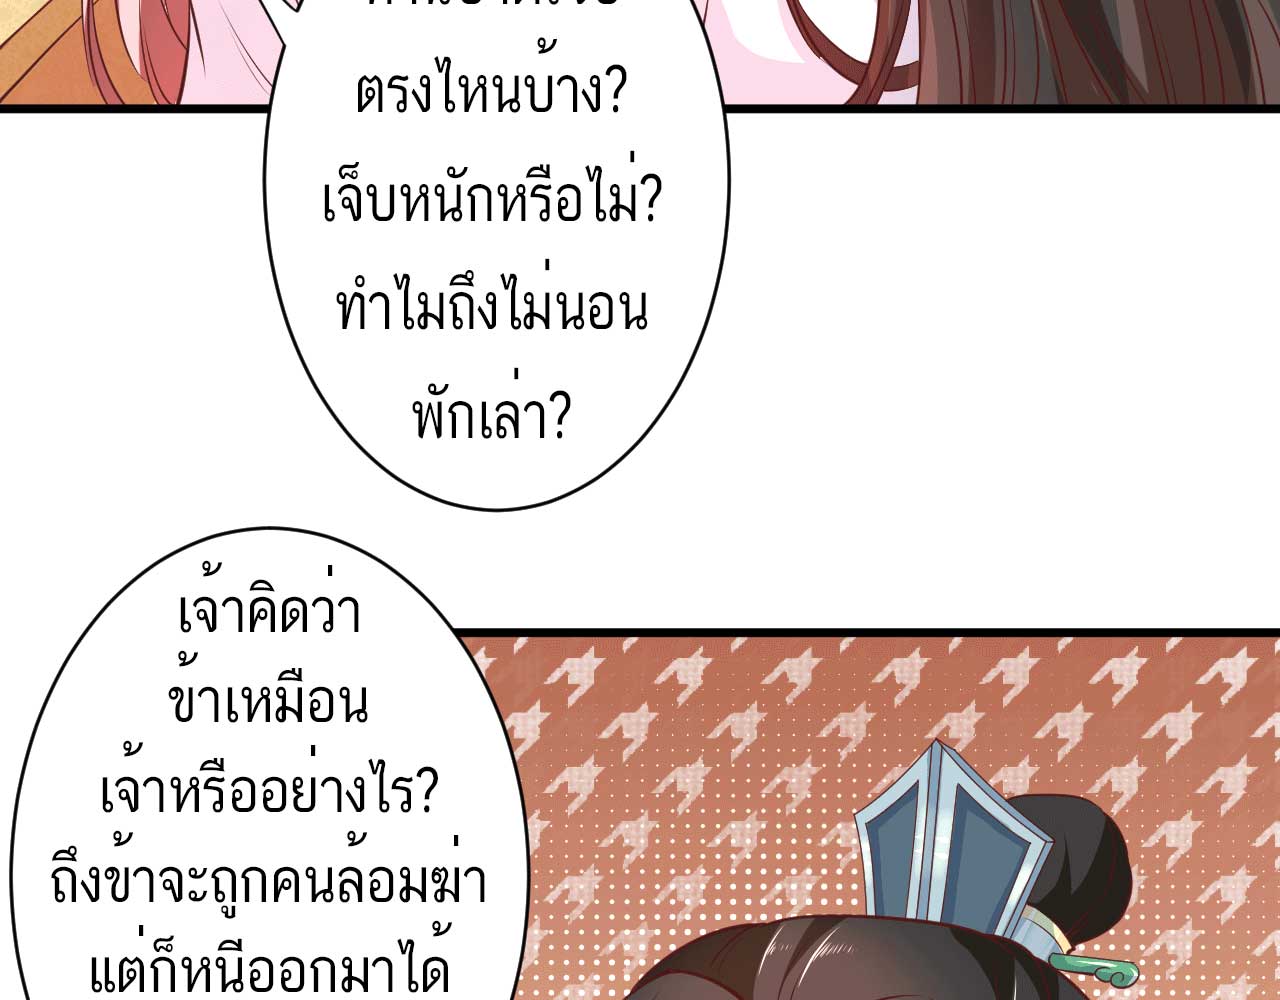 ตรงไหนบ้าง?
เจ็บหนักหรือไม่?
ทำไมถึงไม่นอน
พักเล่า?
เจ้าคิดว่า
ข้าเหมือน
เจ้าหรืออย่างไร?
ถึงข้าจะถูกคนล้อมฆ่า
แต่ก็หนีออกมาได้